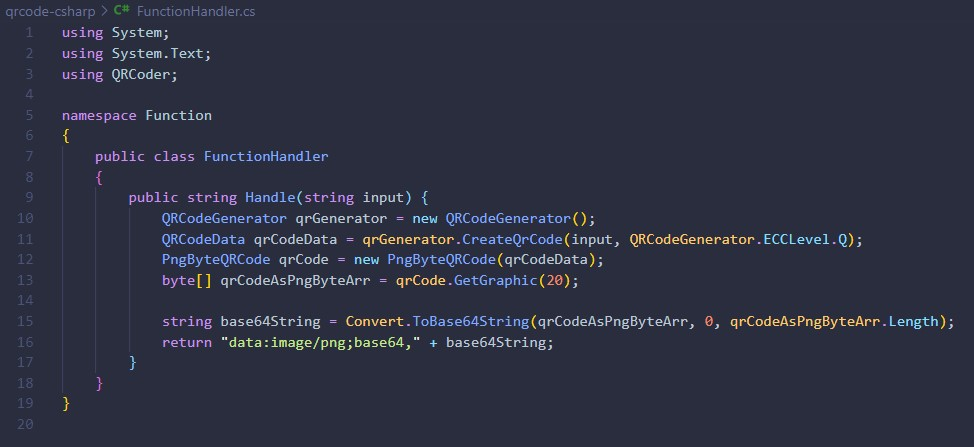 qrcode-csharp > C# FunctionHandler.cs
1 using System;
2 using System.Text;
3 using QRCoder;
4
5 namespace Function
6 {
7     public class FunctionHandler
8     {
9         public string Handle(string input) {
10             QRCodeGenerator qrGenerator = new QRCodeGenerator();
11             QRCodeData qrCodeData = qrGenerator.CreateQrCode(input, QRCodeGenerator.ECCLevel.Q);
12             PngByteQRCode qrCode = new PngByteQRCode(qrCodeData);
13             byte[] qrCodeAsPngByteArr = qrCode.GetGraphic(20);
14
15             string base64String = Convert.ToBase64String(qrCodeAsPngByteArr, 0, qrCodeAsPngByteArr.Length);
16             return "data:image/png;base64," + base64String;
17         }
18     }
19 }
20